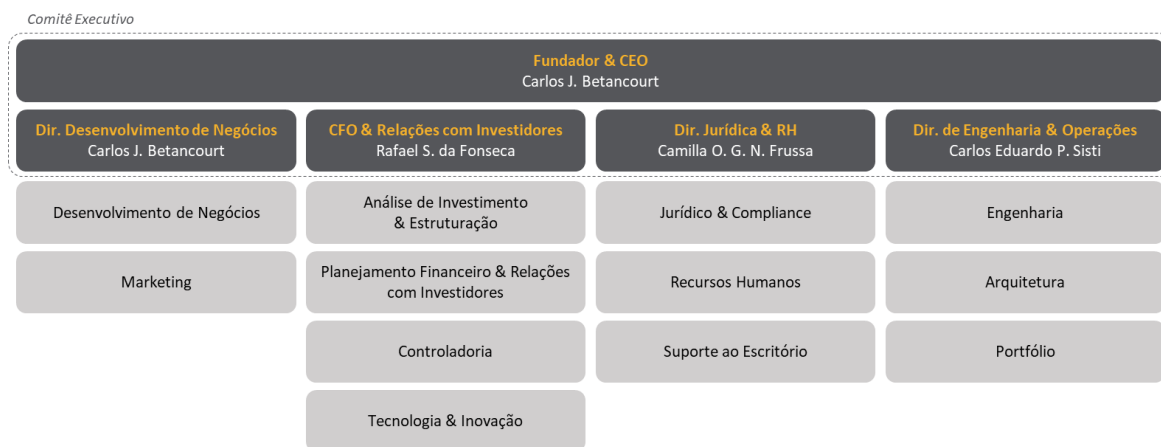 Comitê Executivo
Fundador & CEO
Carlos J. Betancourt
Dir. Desenvolvimento de Negócios
Carlos J. Betancourt
CFO & Relações com Investidores
Rafael S. da Fonseca
Dir. Jurídica & RH
Camilla O. G. N. Frussa
Dir. de Engenharia & Operações
Carlos Eduardo P. Sisti
Desenvolvimento de Negócios
Análise de Investimento
& Estruturação
Jurídico & Compliance
Engenharia
Marketing
Planejamento Financeiro & Relações
com Investidores
Recursos Humanos
Arquitetura
Controladoria
Suporte ao Escritório
Portfólio
Tecnologia & Inovação